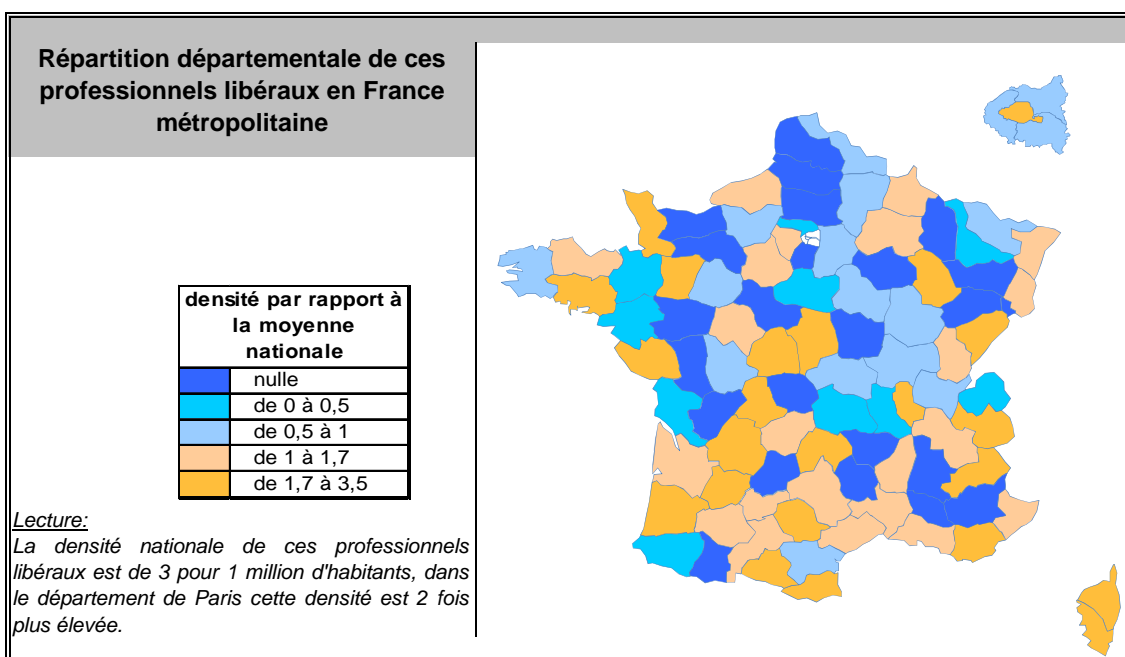 Répartition départementale de ces
professionnels libéraux en France
métropolitaine
densité par rapport à
la moyenne
nationale
nulle
de 0 à 0,5
de 0,5 à 1
de 1 à 1,7
de 1,7 à 3,5
Lecture:
La densité nationale de ces professionnels
libéraux est de 3 pour 1 million d'habitants, dans
le département de Paris cette densité est 2 fois
plus élevée.